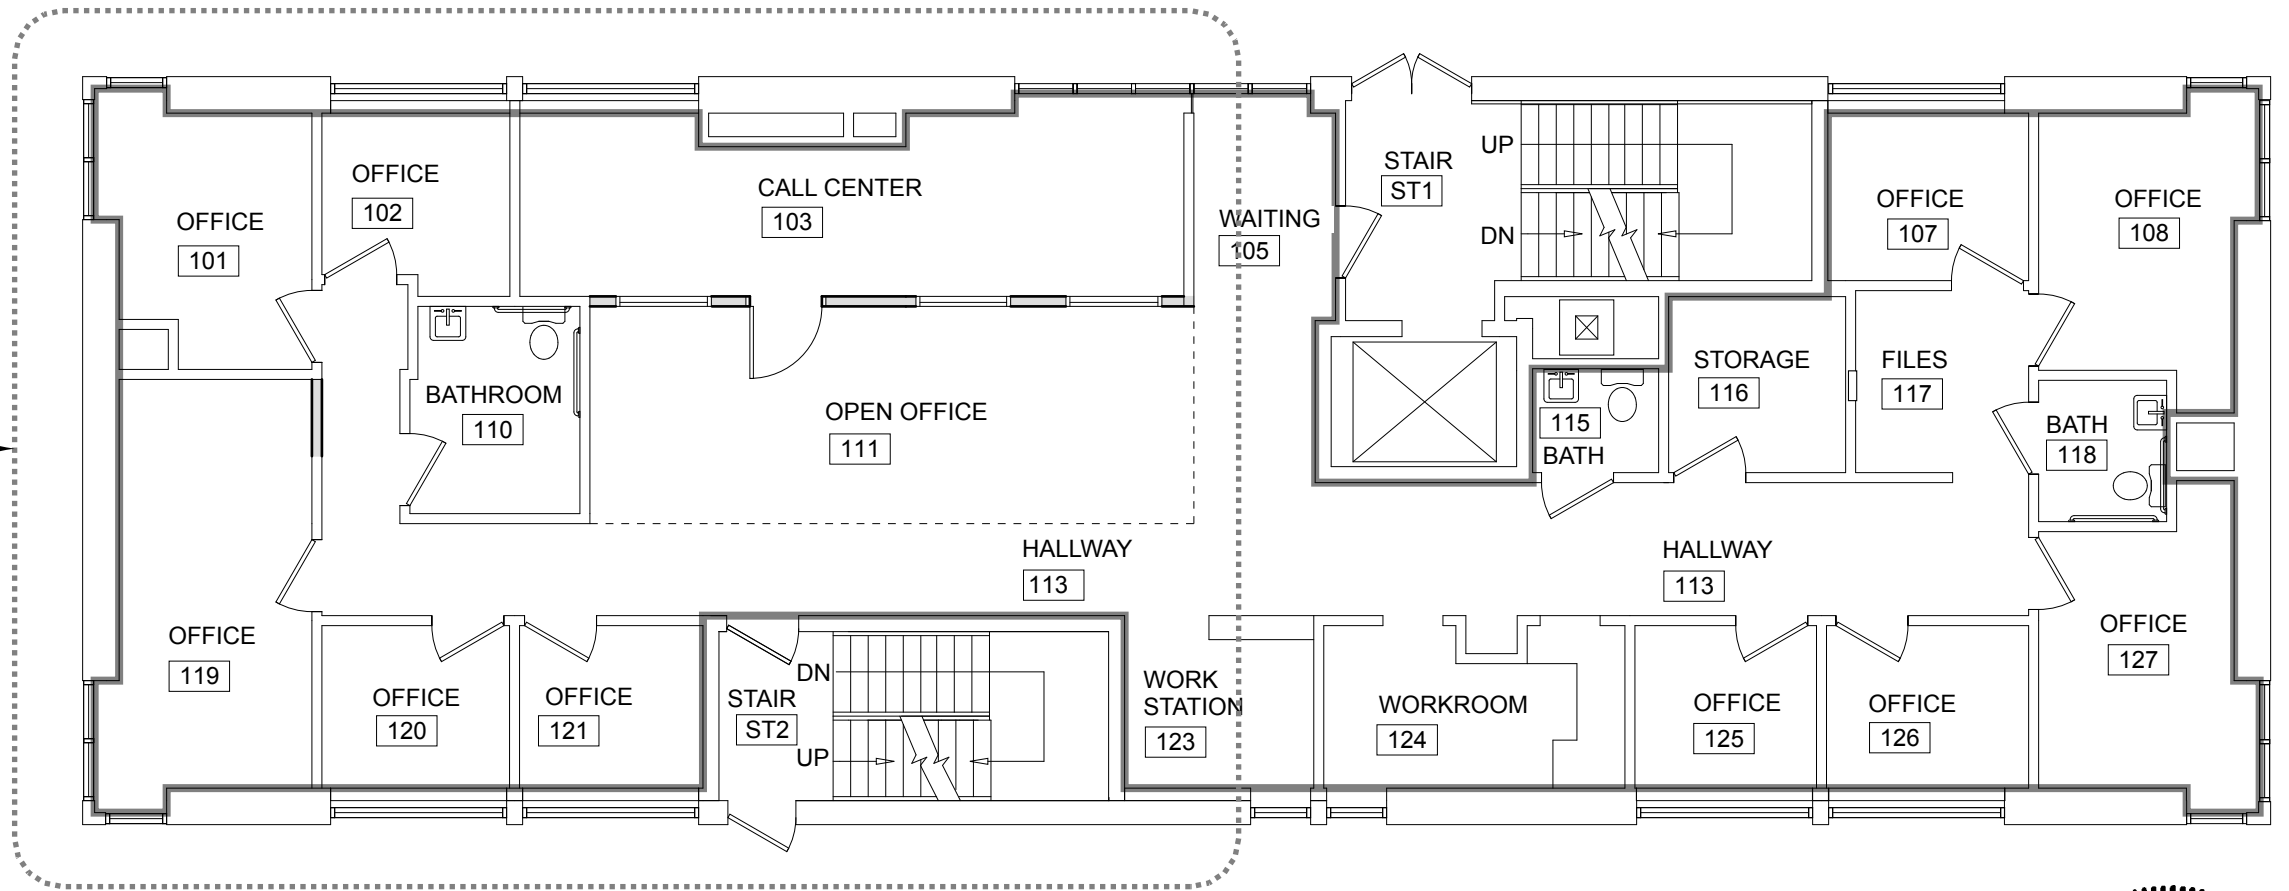 OFFICE
101
OFFICE
102
CALL CENTER
103
WAITING
105
STAIR
ST1
UP
DN
OFFICE
107
OFFICE
108
BATHROOM
110
OPEN OFFICE
111
115
BATH
STORAGE
116
FILES
117
BATH
118
HALLWAY
113
HALLWAY
113
OFFICE
119
OFFICE
120
OFFICE
121
STAIR
ST2
DN
UP
WORK
STATION
123
WORKROOM
124
OFFICE
125
OFFICE
126
OFFICE
127